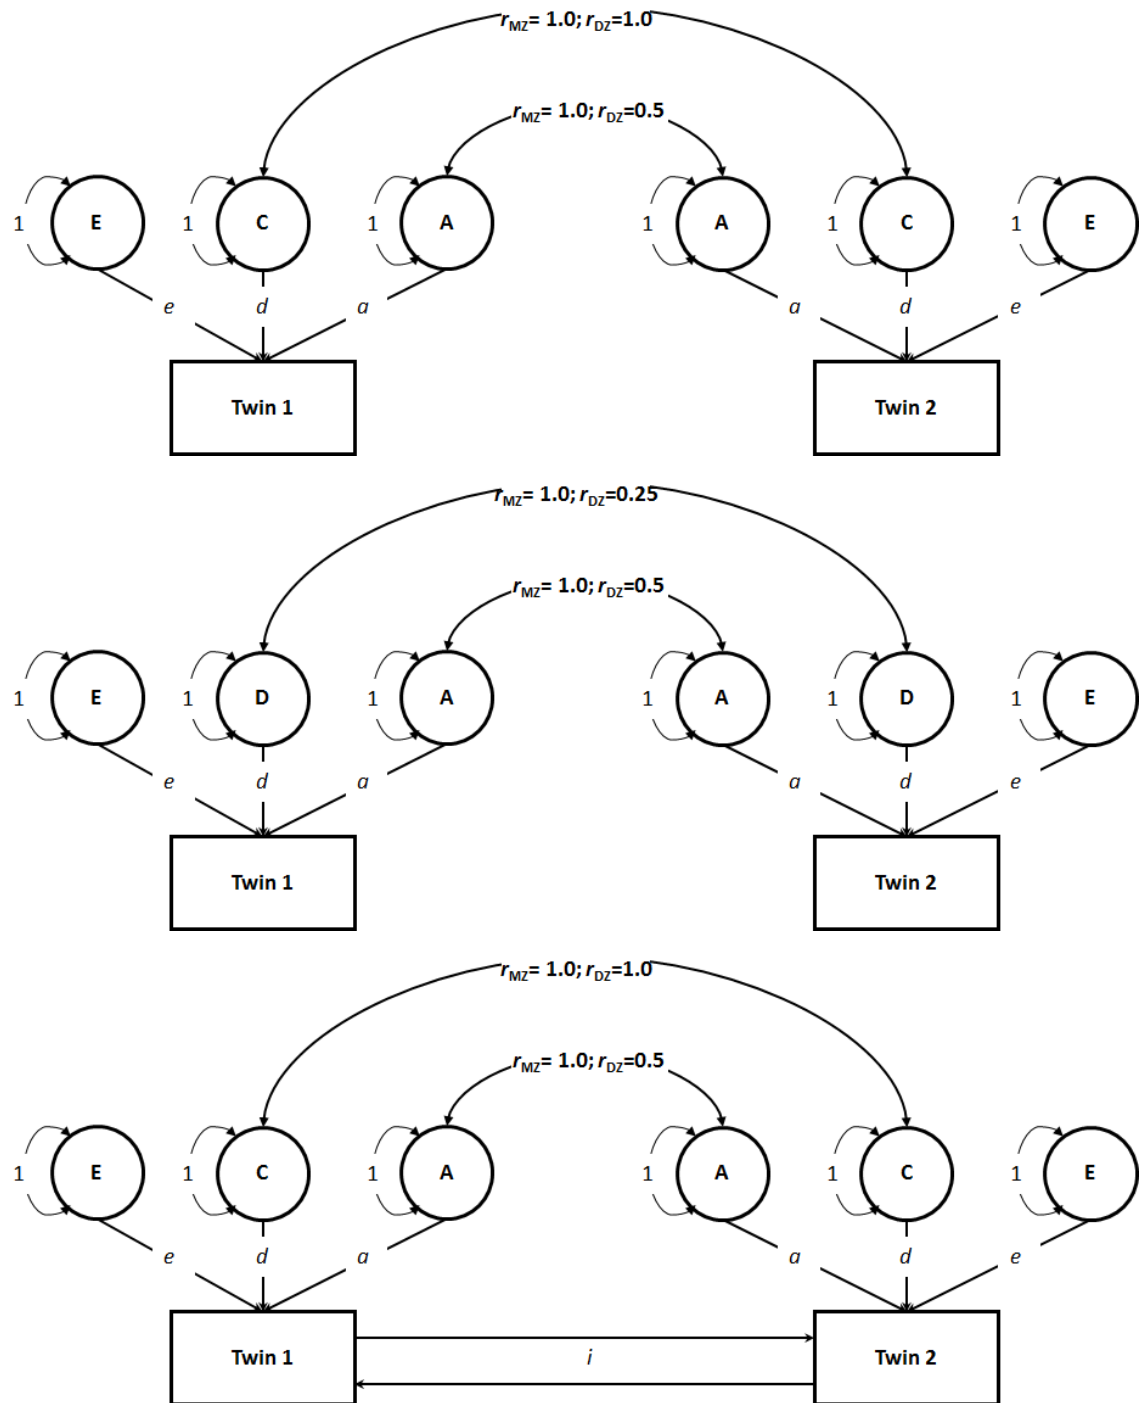 rMZ= 1.0; rDZ=1.0
rMZ= 1.0; rDZ=0.5
1 E 1 C 1 A 1 A 1 C 1 E
e d a a d e
Twin 1 Twin 2
rMZ= 1.0; rDZ=0.25
rMZ= 1.0; rDZ=0.5
1 E 1 D 1 A 1 A 1 D 1 E
e d a a d e
Twin 1 Twin 2
rMZ= 1.0; rDZ=1.0
rMZ= 1.0; rDZ=0.5
1 E 1 C 1 A 1 A 1 C 1 E
e d a a d e
Twin 1 i Twin 2